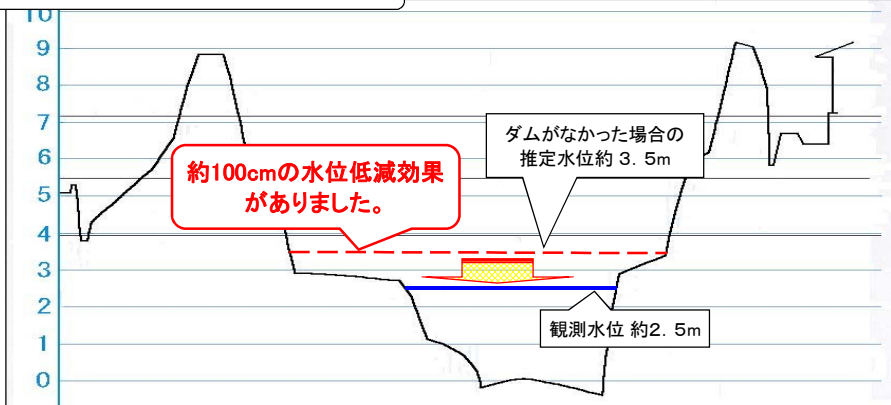 10
9
8
7
6
5
4
3
2
1
0
ダムがなかった場合の
推定水位約 3. 5m
約100cmの水位低減効果
がありました。
観測水位 約2. 5m